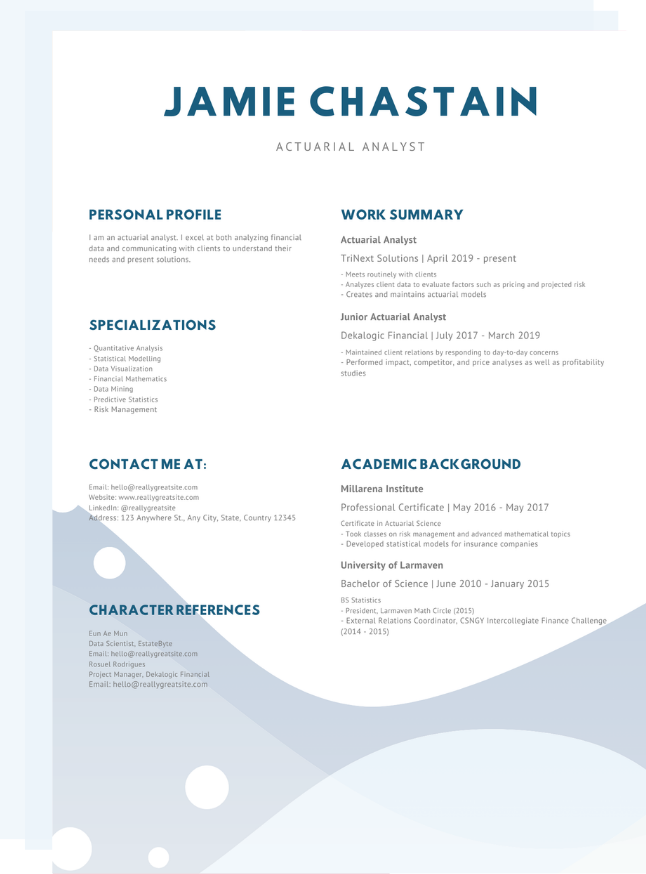 JAMIE CHASTAIN
ACTUARIAL ANALYST
PERSONAL PROFILE
I am an actuarial analyst. I excel at both analyzing financial
data and communicating with clients to understand their
needs and present solutions.
SPECIALIZATIONS
- Quantitative Analysis
- Statistical Modelling
- Data Visualization
- Financial Mathematics
- Data Mining
- Predictive Statistics
- Risk Management
CONTACT ME AT:
Email: hello@reallygreatsite.com
Website: www.reallygreatsite.com
LinkedIn: @reallygreatsite
Address: 123 Anywhere St., Any City, State, Country 12345
CHARACTER REFERENCES
Eun Ae Mun
Data Scientist, EstateByte
Email: hello@reallygreatsite.com
Rosuel Rodrigues
Project Manager, Dekalogic Financial
Email: hello@reallygreatsite.com
WORK SUMMARY
Actuarial Analyst
TriNext Solutions | April 2019 - present
- Meets routinely with clients
- Analyzes client data to evaluate factors such as pricing and projected risk
- Creates and maintains actuarial models
Junior Actuarial Analyst
Dekalogic Financial | July 2017 - March 2019
- Maintained client relations by responding to day-to-day concerns
- Performed impact, competitor, and price analyses as well as profitability
studies
ACADEMIC BACKGROUND
Millarena Institute
Professional Certificate | May 2016 - May 2017
Certificate in Actuarial Science
- Took classes on risk management and advanced mathematical topics
- Developed statistical models for insurance companies
University of Larmaven
Bachelor of Science | June 2010 - January 2015
BS Statistics
- President, Larmaven Math Circle (2015)
- External Relations Coordinator, CSNGY Intercollegiate Finance Challenge
(2014 - 2015)